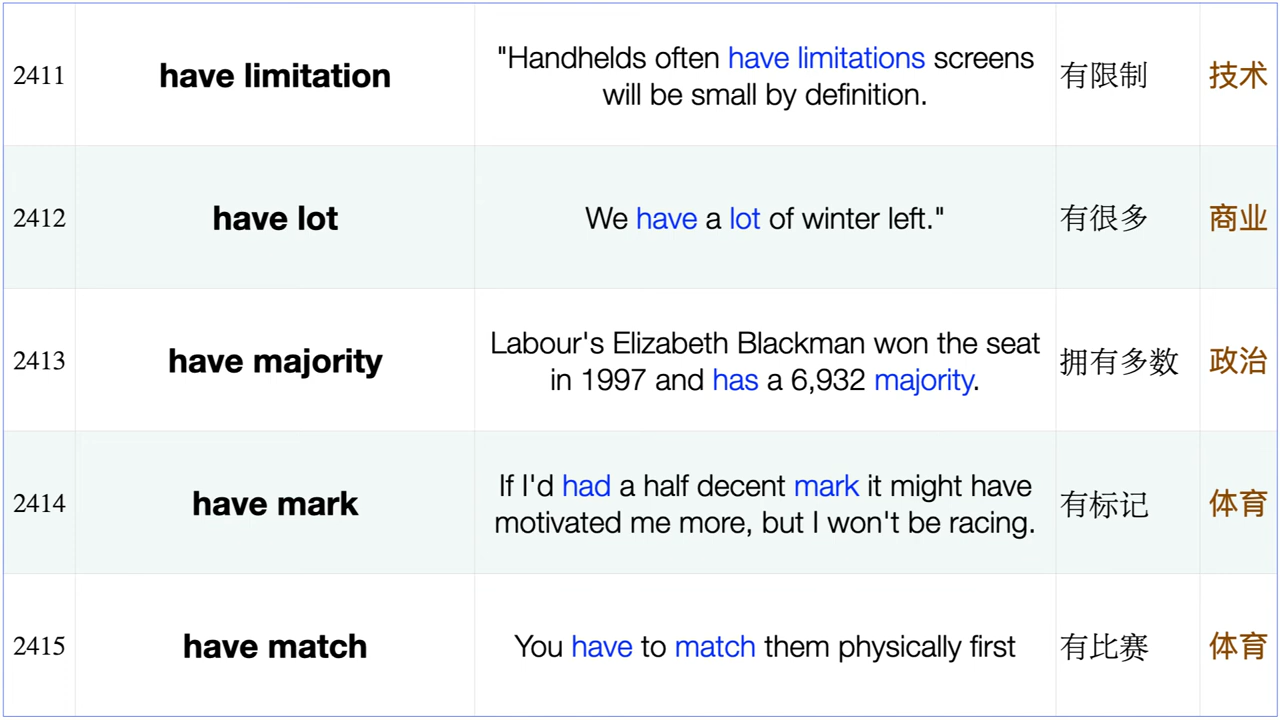 2411
have limitation
"Handhelds often have limitations screens
will be small by definition.
有限制
技术
2412
have lot
We have a lot of winter left."
有很多
商业
2413
have majority
Labour's Elizabeth Blackman won the seat
in 1997 and has a 6,932 majority.
拥有多数
政治
2414
have mark
If I'd had a half decent mark it might have
motivated me more, but I won't be racing.
有标记
体育
2415
have match
You have to match them physically first
有比赛
体育